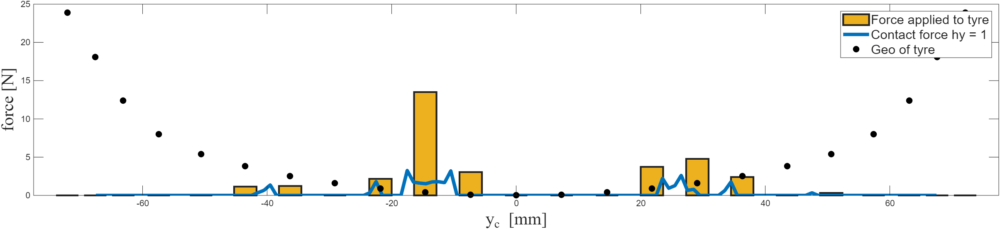 25
20
15
10
5
0
force [N]
Force applied to tyre
Contact force hy = 1
Geo of tyre
-60 -40 -20 0 20 40 60
yc [mm]